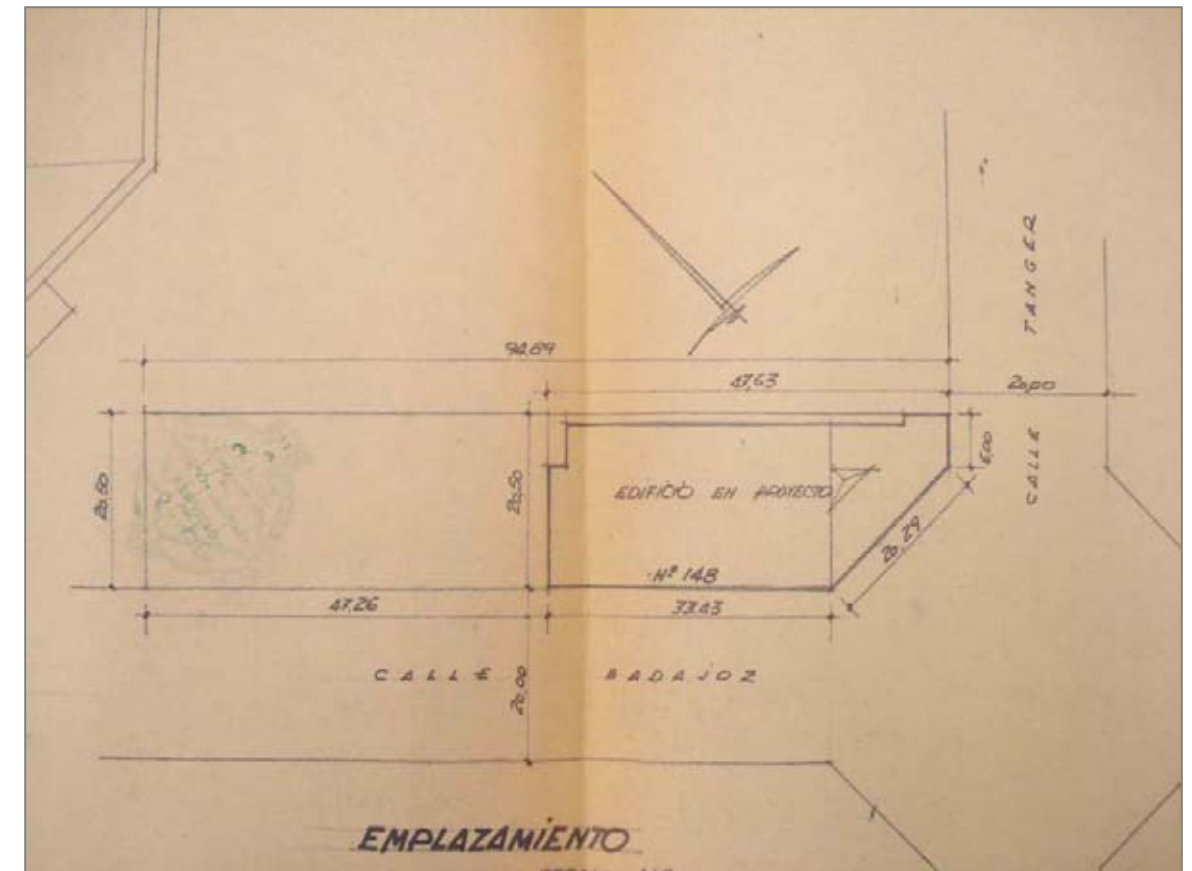 94,89
47,63
20,00
CALLE TANGER
6,00
20,50
20,50
EDIFICIO EN PROYECTO
20,29
Nº 148
47,26
33.43
CALLE BADAJOZ
20,00
EMPLAZAMIENTO